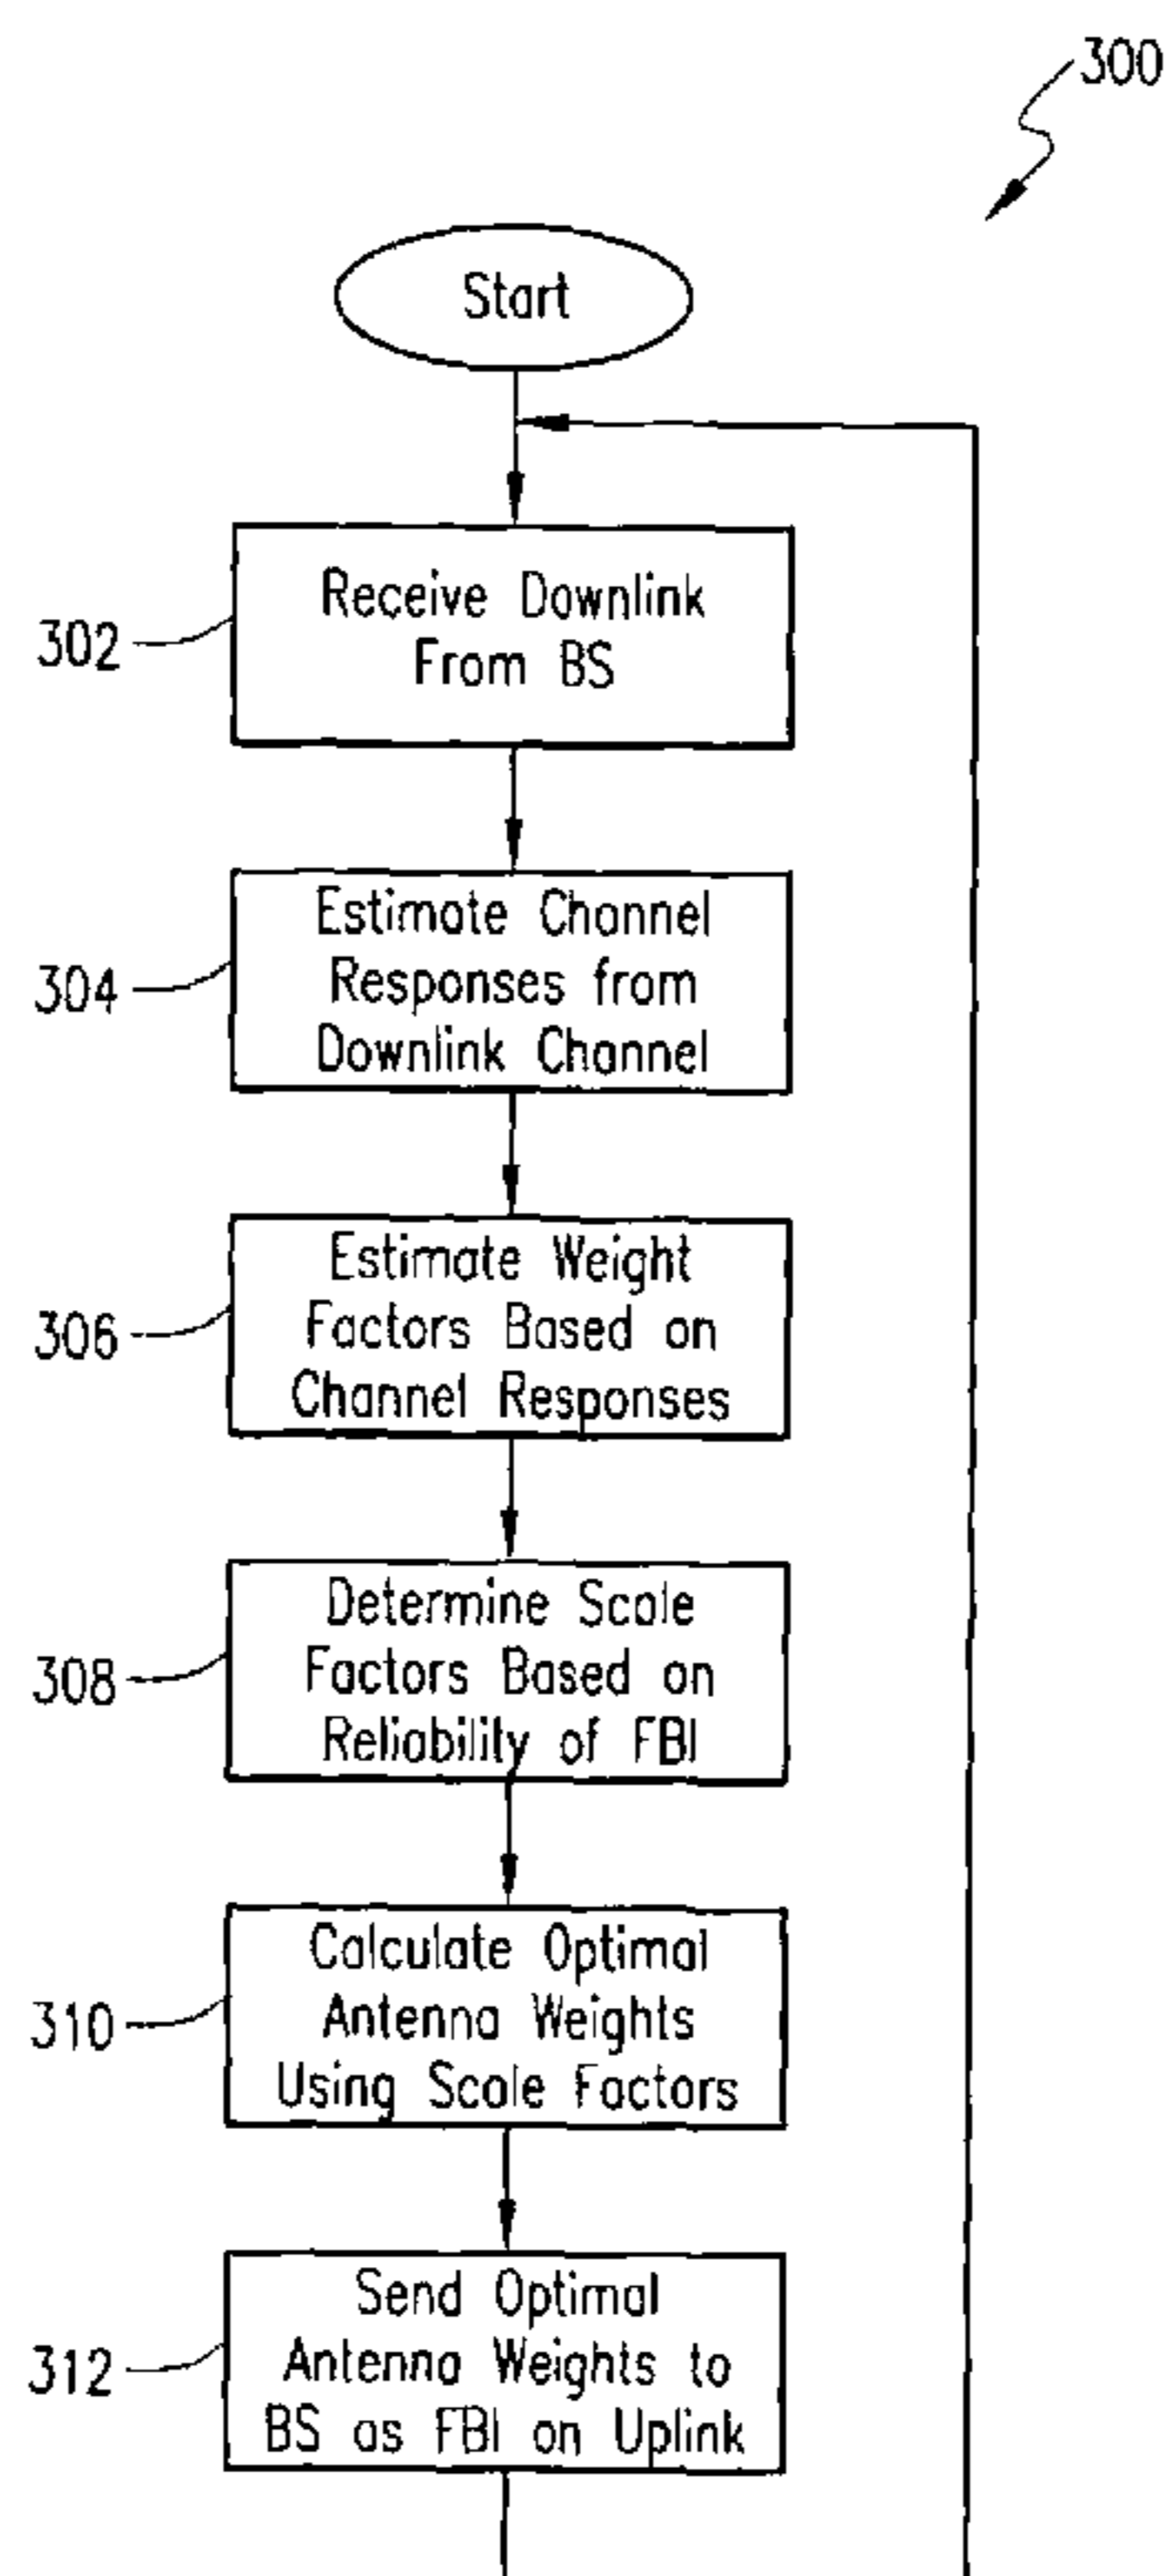 300
Start
Receive Downlink
From BS
302
Estimate Channel
Responses from
Downlink Channel
304
Estimate Weight
Factors Based on
Channel Responses
306
Determine Scale
Factors Based on
Reliability of FBI
308
Calculate Optimal
Antenna Weights
Using Scale Factors
310
Send Optimal
Antenna Weights to
BS as FBI on Uplink
312